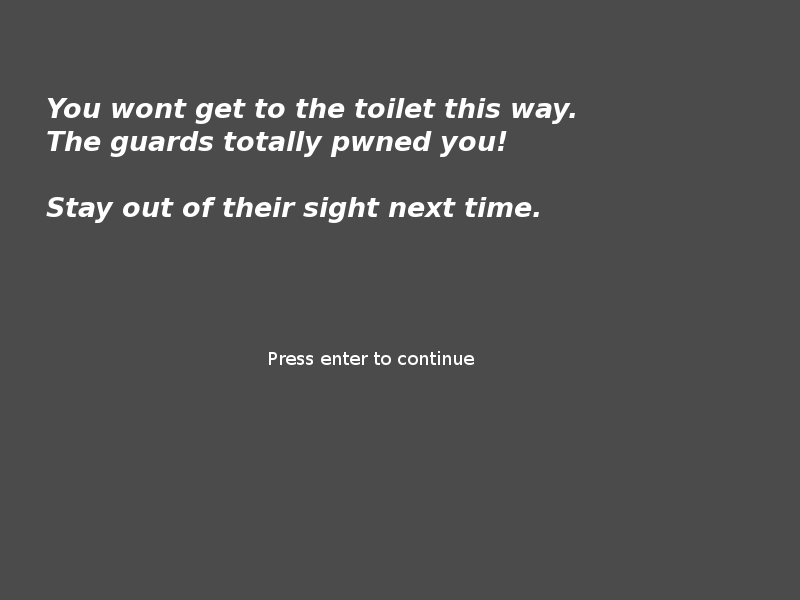 You wont get to the toilet this way.
The guards totally pwned you!
Stay out of their sight next time.
Press enter to continue